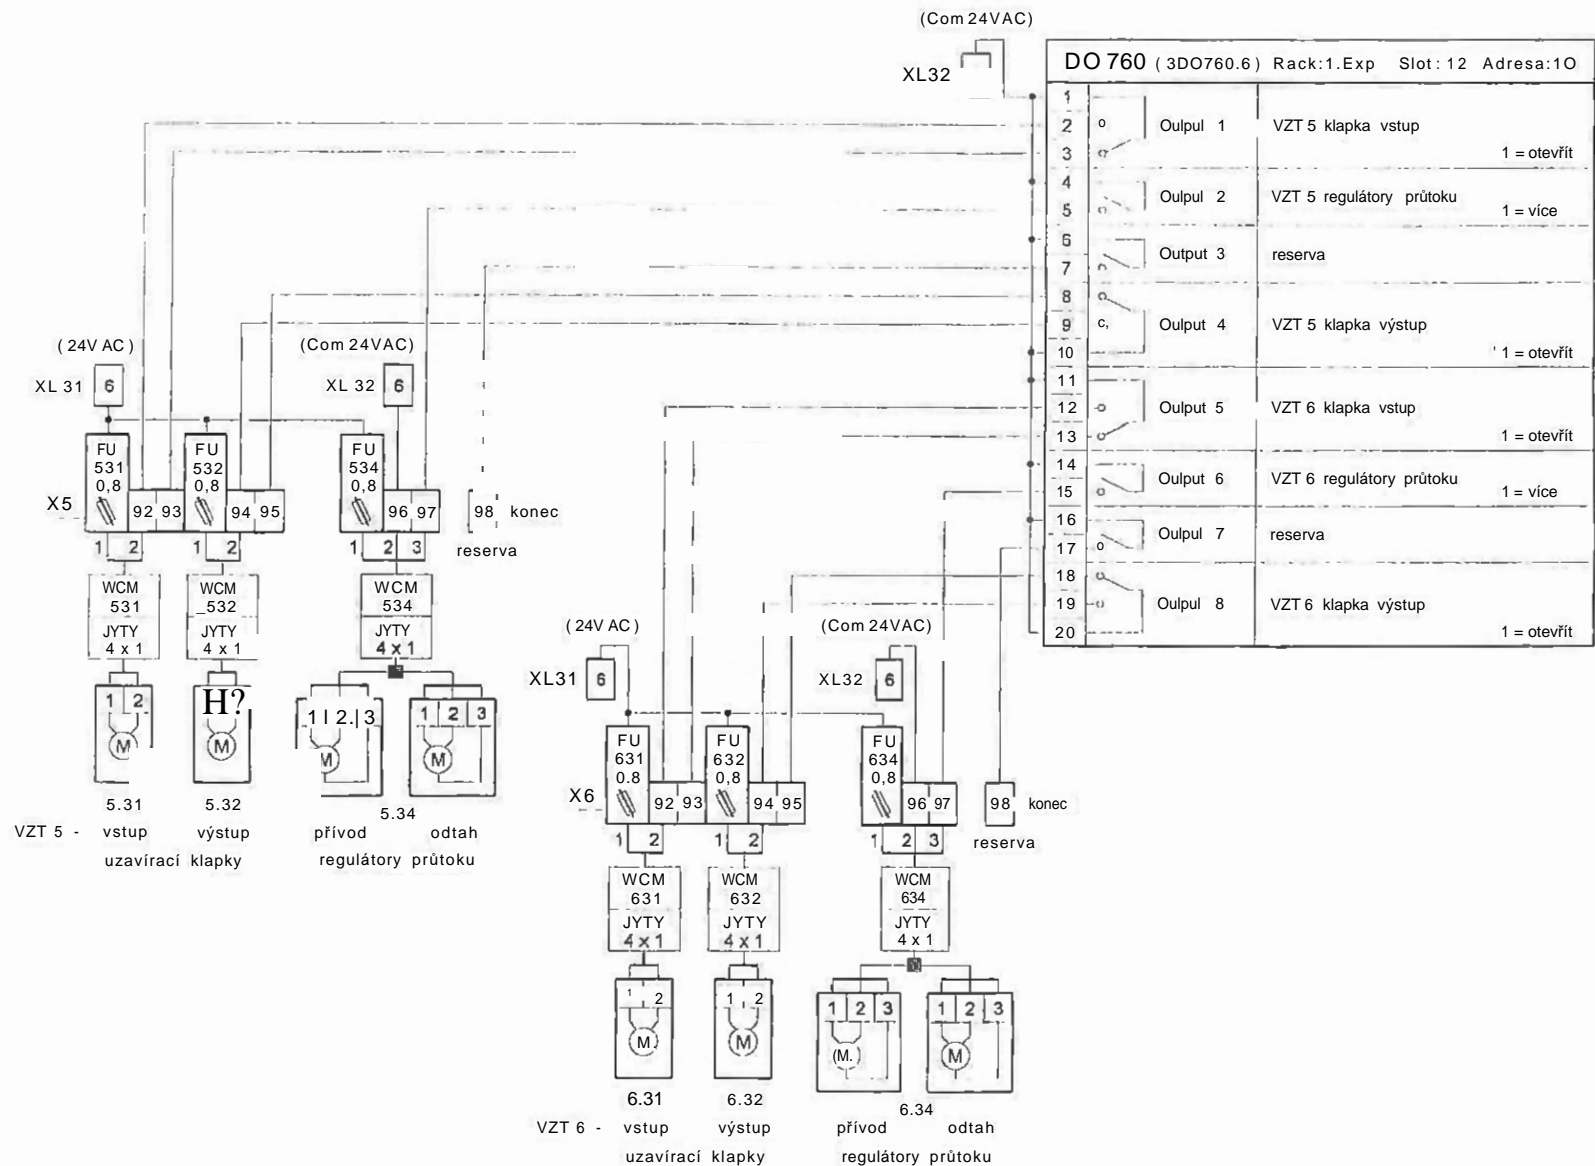 (Com 24VAC)
XL32
DO 760 ( 3DO760.6) Rack:1.Exp Slot: 12 Adresa:1O
1
2 Oulpul 1 VZT 5 klapka vstup
3 1 = otevřít
4 Oulpul 2 VZT 5 regulátory průtoku
5 1 = více
6 Output 3 reserva
7
8
9 Output 4 VZT 5 klapka výstup
10 ' 1 = otevřít
11
12 Output 5 VZT 6 klapka vstup
13 1 = otevřít
14 Oulput 6 VZT 6 regulátory průtoku
15 1 = více
16 Oulpul 7 reserva
17
18
19 Oulpul 8 VZT 6 klapka výstup
20 1 = otevřít
( 24V AC ) (Com 24VAC)
XL 31 6 XL 32 6
FU 531 0,8 FU 532 0,8 FU 534 0,8
X5 92 93 94 95 96 97 98 konec
reserva
1 2 1 2 1 2 3
WCM 531 WCM _532 WCM 534
JYTY 4 x 1 JYTY 4 x 1 JYTY 4 x 1
1 2 H? 1 I 2.| 3 1 2 3
M M M M
5.31 5.32 5.34
VZT 5 - vstup výstup přívod odtah
uzavírací klapky regulátory průtoku
( 24V AC) (Com 24VAC)
XL31 6 XL32 6
FU 631 0.8 FU 632 0,8 FU 634 0,8
X6 92 93 94 95 96 97 98 konec
reserva
1 2 1 2 1 2 3
WCM 631 WCM 632 WCM 634
JYTY 4 x 1 JYTY 4 x 1 JYTY 4 x 1
1 2 1 2 1 2 3 1 2 3
M. M (M. M
6.31 6.32 6.34
VZT 6 - vstup výstup přívod odtah
uzavírací klapky regulátory průtoku